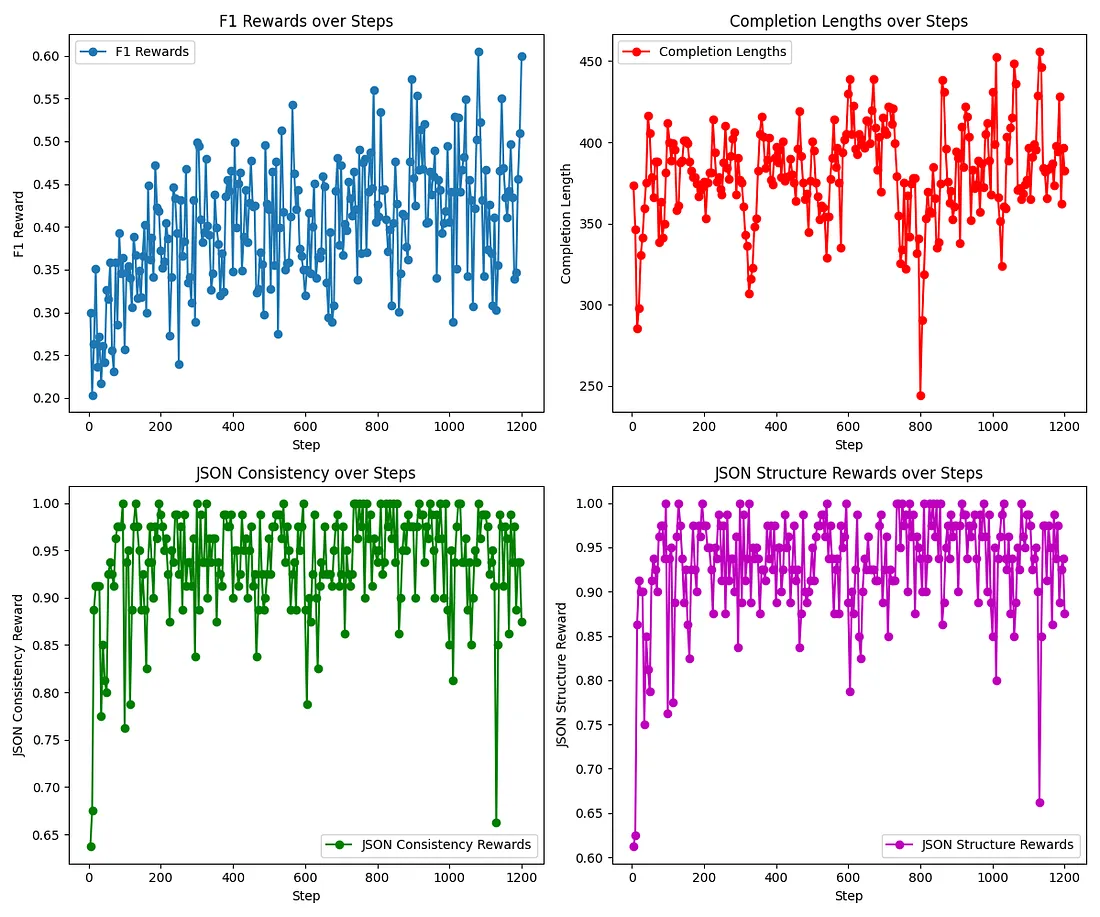 F1 Rewards over Steps
F1 Rewards
0.60
0.55
0.50
0.45
0.40
0.35
0.30
0.25
0.20
F1 Reward
0 200 400 600 800 1000 1200
Step
Completion Lengths over Steps
Completion Lengths
450
400
350
300
250
Completion Length
0 200 400 600 800 1000 1200
Step
JSON Consistency over Steps
1.00
0.95
0.90
0.85
0.80
0.75
0.70
0.65
JSON Consistency Reward
JSON Consistency Rewards
0 200 400 600 800 1000 1200
Step
JSON Structure Rewards over Steps
1.00
0.95
0.90
0.85
0.80
0.75
0.70
0.65
0.60
JSON Structure Reward
JSON Structure Rewards
0 200 400 600 800 1000 1200
Step